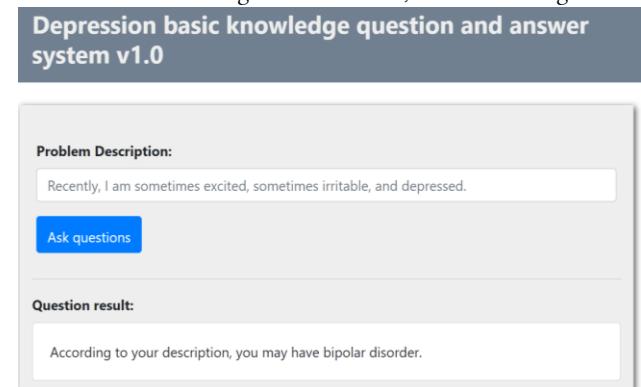 Depression basic knowledge question and answer
system v1.0
Problem Description:
Recently, I am sometimes excited, sometimes irritable, and depressed.
Ask questions
Question result:
According to your description, you may have bipolar disorder.